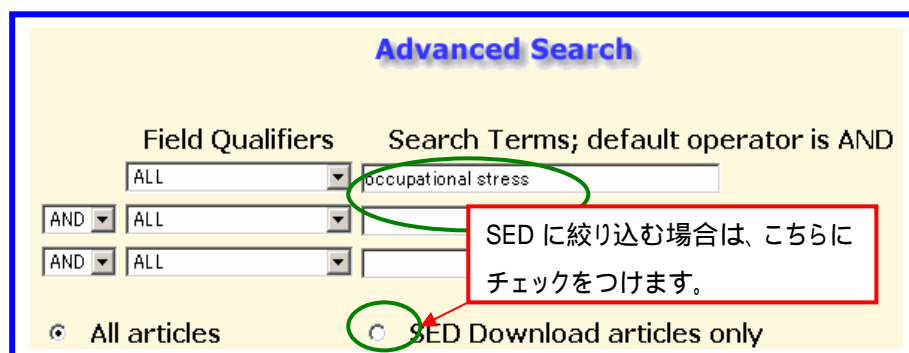 Advanced Search
Field Qualifiers Search Terms; default operator is AND
ALL occupational stress
AND ALL
AND ALL
SED に絞り込む場合は、こちらに
チェックをつけます。
All articles SED Download articles only